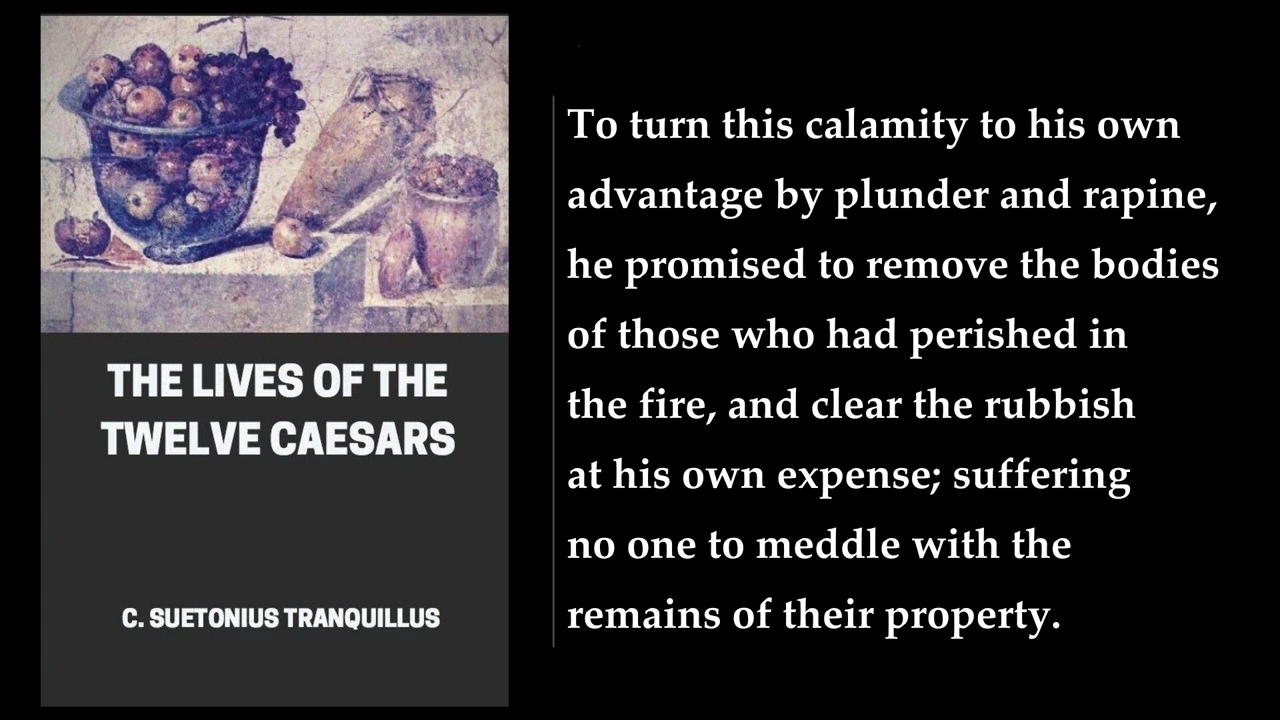 THE LIVES OF THE
TWELVE CAESARS
C. SUETONIUS TRANQUILLUS
To turn this calamity to his own
advantage by plunder and rapine,
he promised to remove the bodies
of those who had perished in
the fire, and clear the rubbish
at his own expense; suffering
no one to meddle with the
remains of their property.